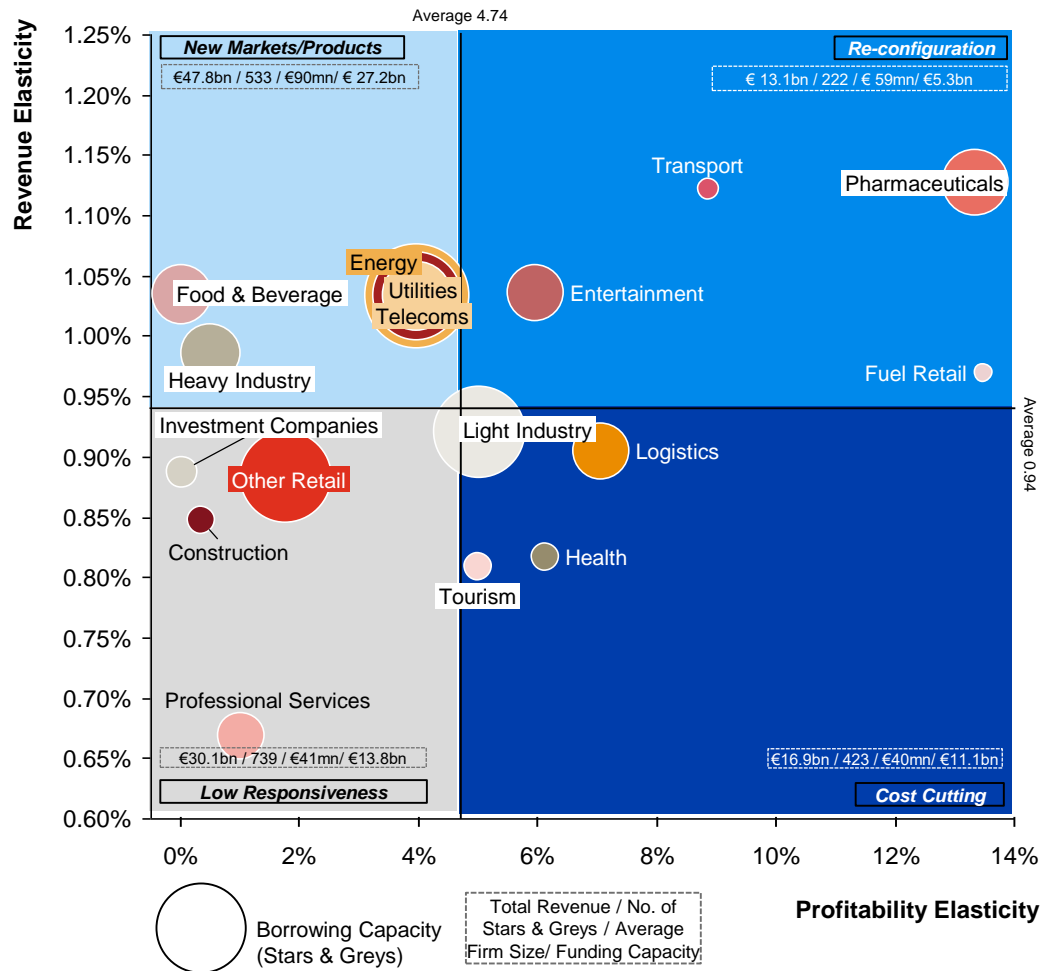 Average 4.74
Revenue Elasticity
1.25%
1.20%
1.15%
1.10%
1.05%
1.00%
0.95%
0.90%
0.85%
0.80%
0.75%
0.70%
0.65%
0.60%
New Markets/Products
€47.8bn / 533 / €90mn/ € 27.2bn
Re-configuration
€ 13.1bn / 222 / € 59mn/ €5.3bn
Transport
Pharmaceuticals
Energy
Utilities
Telecoms
Food & Beverage
Entertainment
Heavy Industry
Fuel Retail
Average 0.94
Investment Companies
Light Industry
Logistics
Other Retail
Construction
Health
Tourism
Professional Services
€30.1bn / 739 / €41mn/ €13.8bn
Low Responsiveness
€16.9bn / 423 / €40mn/ €11.1bn
Cost Cutting
0%
2%
4%
6%
8%
10%
12%
14%
Profitability Elasticity
Borrowing Capacity
(Stars & Greys)
Total Revenue / No. of
Stars & Greys / Average
Firm Size/ Funding Capacity